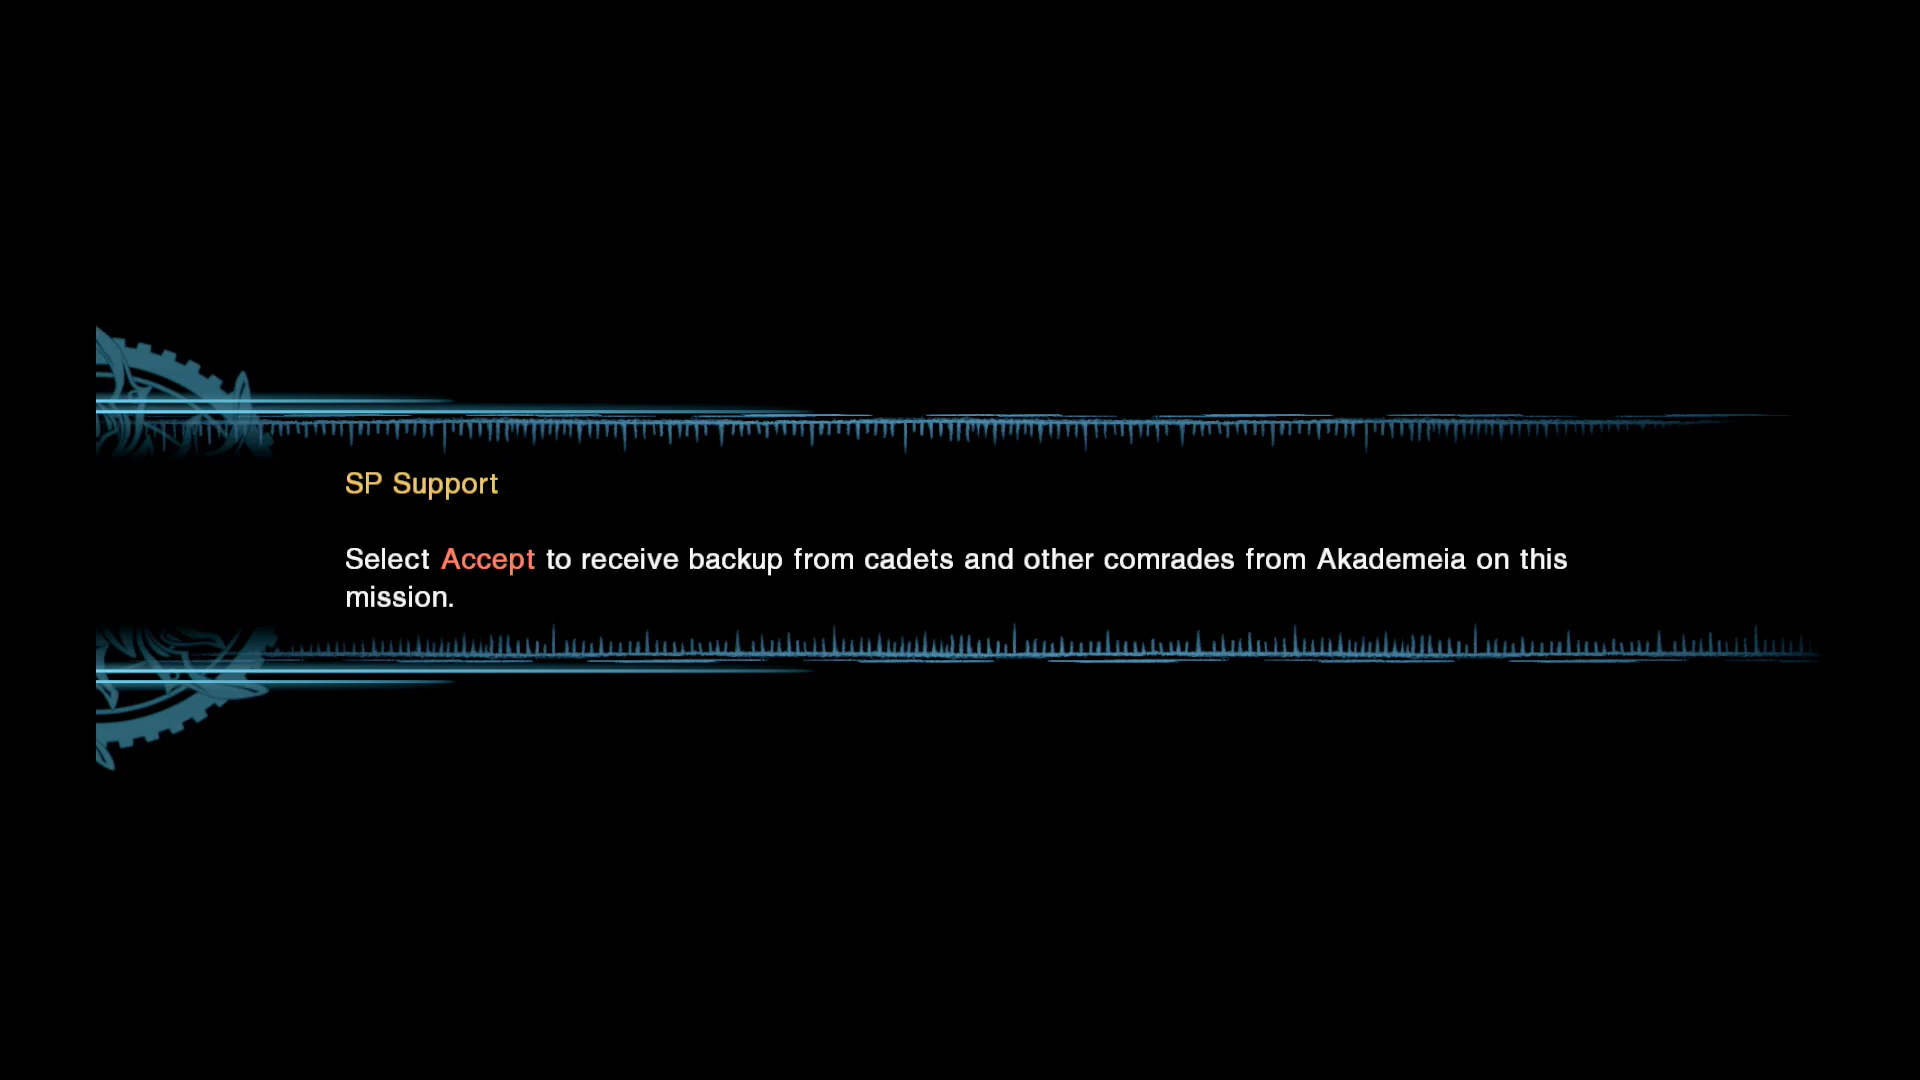 SP Support
Select Accept to receive backup from cadets and other comrades from Akademeia on this
mission.